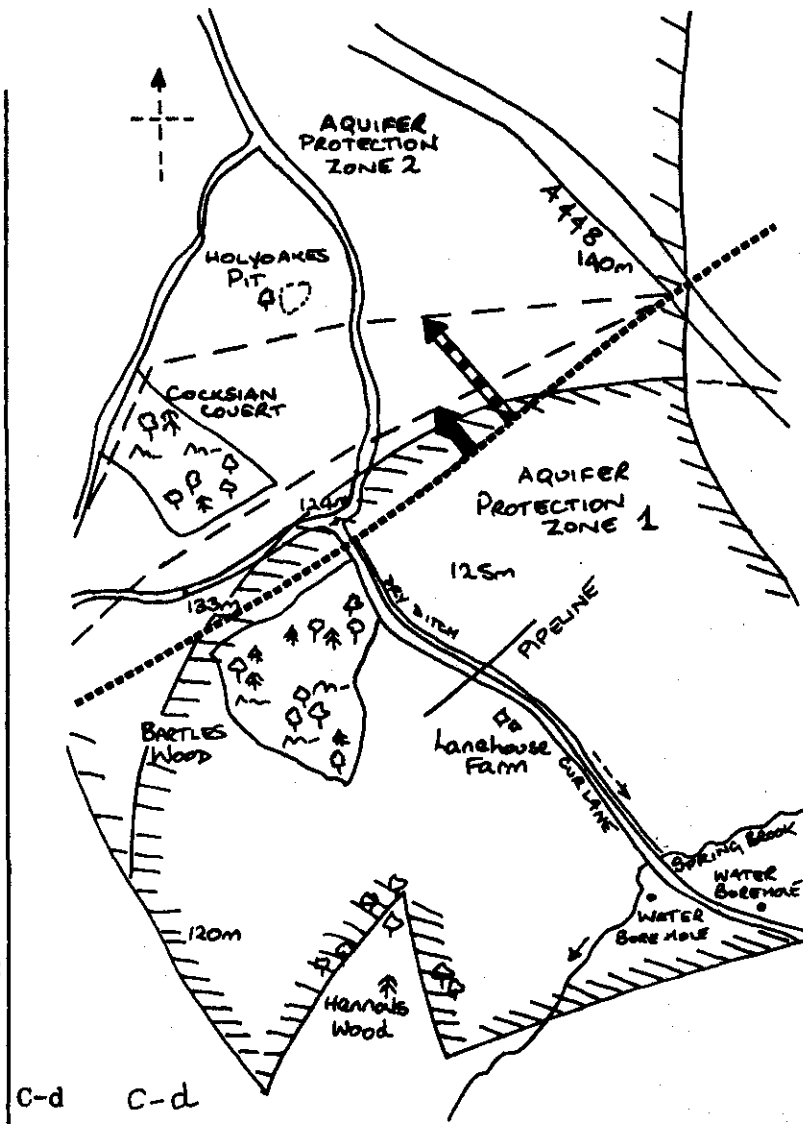 AQUIFER
PROTECTION
ZONE 2
A448
140m
HOLYOAKES
PIT
COCKSIAN
COVERT
AQUIFER
PROTECTION
ZONE 1
124m
125m
133m
DRY DITCH
PIPELINE
BARTLES
WOOD
Lanehouse
Farm
CUR LANE
SPRING BROOK
WATER
BOREHOLE
WATER
BOREHOLE
120m
Hennals
Wood
C-d C-d